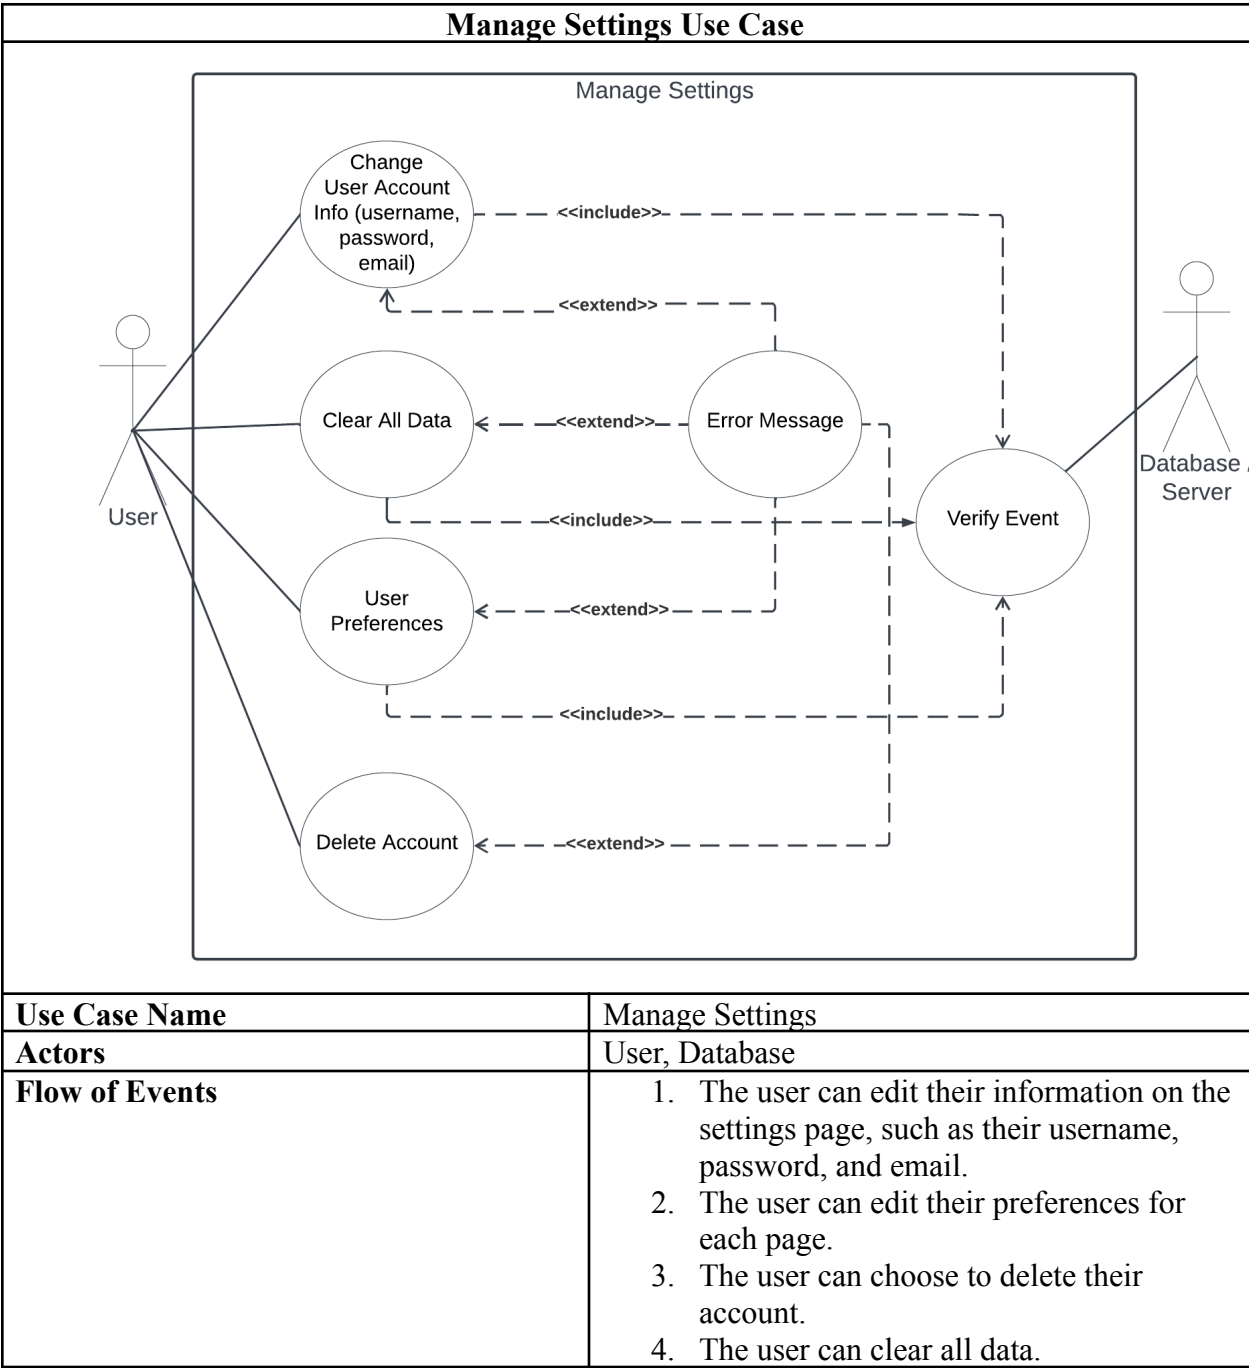 Manage Settings Use Case
Manage Settings
Change
User Account
Info (username,
password,
email)
<<include>>
<<extend>>
Clear All Data
<<extend>>
Error Message
Database /
Server
User
<<include>>
Verify Event
User
Preferences
<<extend>>
<<include>>
Delete Account
<<extend>>
Use Case Name
Manage Settings
Actors
User, Database
Flow of Events
1. The user can edit their information on the
settings page, such as their username,
password, and email.
2. The user can edit their preferences for
each page.
3. The user can choose to delete their
account.
4. The user can clear all data.